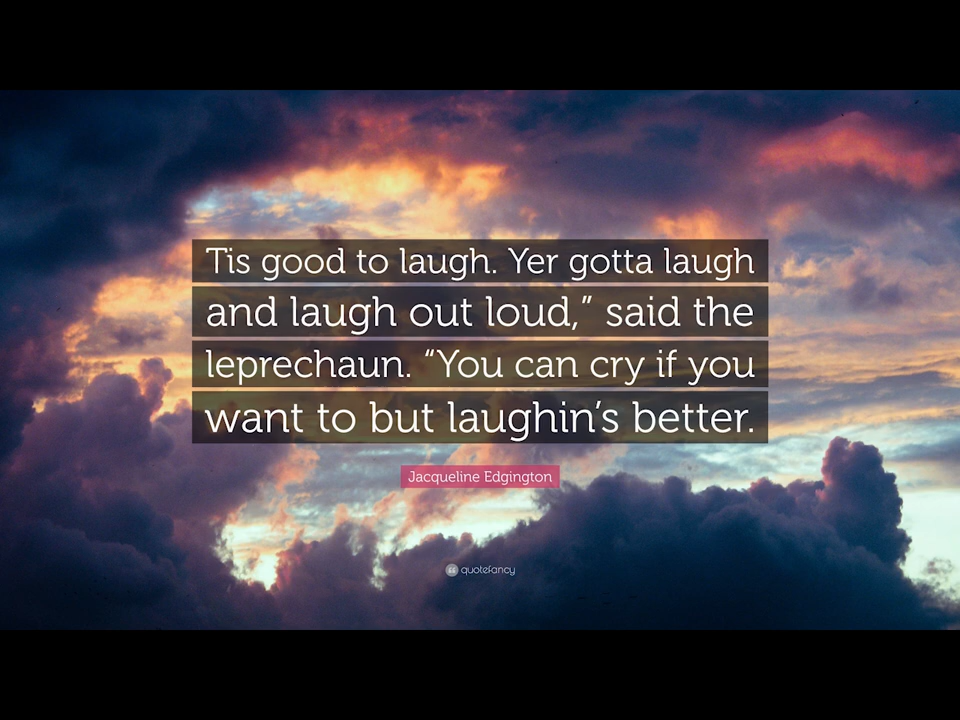 Tis good to laugh. Yer gotta laugh
and laugh out loud,” said the
leprechaun. “You can cry if you
want to but laughin’s better.
Jacqueline Edgington
quotefancy